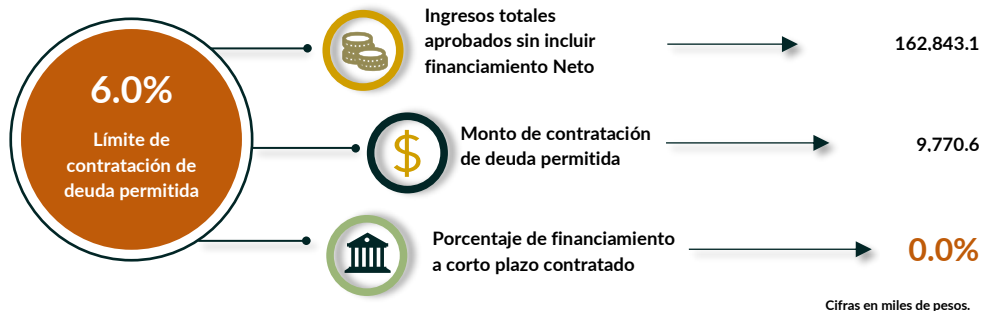 6.0%
Límite de
contratación de
deuda permitida
Ingresos totales
aprobados sin incluir
financiamiento Neto
162,843.1
$
Monto de contratación
de deuda permitida
9,770.6
Porcentaje de financiamiento
a corto plazo contratado
0.0%
Cifras en miles de pesos.